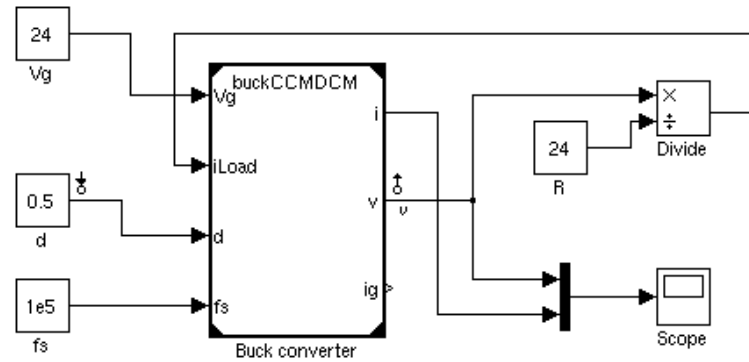 24
Vg
buckCCMDCM
Vg
i
iLoad
v
v
d
ig
fs
Buck converter
0.5
d
1e5
fs
24
R
×
÷
Divide
Scope